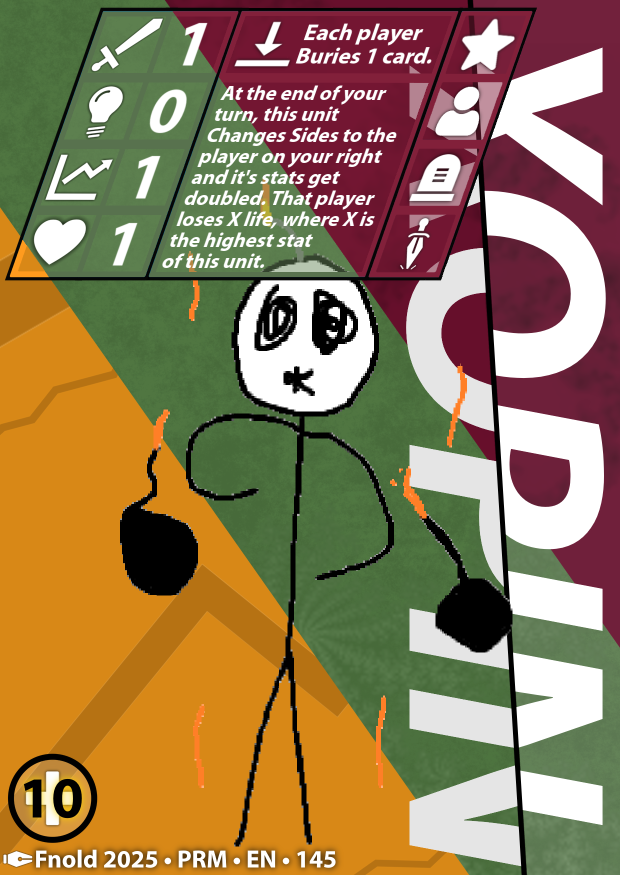 1
Each player
Buries 1 card.
0
At the end of your
turn, this unit
Changes Sides to the
player on your right
and it's stats get
doubled. That player
loses X life, where X is
the highest stat
of this unit.
1
1
YOPINN
10
Fnold 2025 • PRM • EN • 145